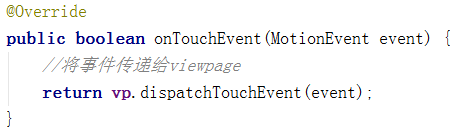 @Override
public boolean onTouchEvent(MotionEvent event) {
//将事件传递给viewpage
return vp.dispatchTouchEvent(event);
}